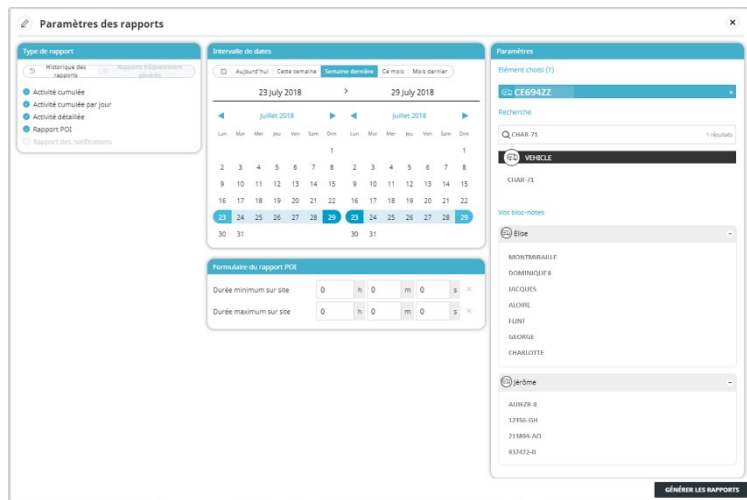 Paramètres des rapports
×
Type de rapport
Historique des rapports
Rapports fréquemment générés
Activité cumulée
Activité cumulée par jour
Activité détaillée
Rapport POI
Rapport des notifications
Intervalle de dates
Aujourd'hui Cette semaine Semaine dernière Ce mois Mois dernier
23 July 2018 > 29 July 2018
Juillet 2018 Juillet 2018
Lun Mar Mer Jeu Ven Sam Dim Lun Mar Mer Jeu Ven Sam Dim
1 1
2 3 4 5 6 7 8 2 3 4 5 6 7 8
9 10 11 12 13 14 15 9 10 11 12 13 14 15
16 17 18 19 20 21 22 16 17 18 19 20 21 22
23 24 25 26 27 28 29 23 24 25 26 27 28 29
30 31 30 31
Formulaire du rapport POI
Durée minimum sur site 0 h 0 m 0 s ×
Durée maximum sur site 0 h 0 m 0 s ×
Paramètres
Elément choisi (1)
CE694ZZ ×
Recherche
CHAR-71 1 résultats
VEHICLE
CHAR-71
Vos bloc-notes
Elise -
MONTMIRAILLE
DOMINIQUE8
JACQUES
ALOIRE
FLINT
GEORGE
CHARLOTTE
Jérôme -
AUIEZR-8
12356-GH
213894-AO
GÉNÉRER LES RAPPORTS